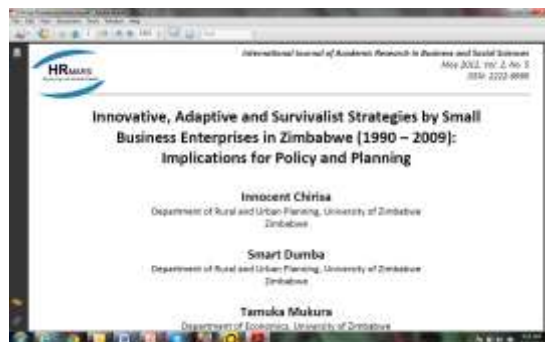 International Journal of Academic Research in Business and Social Sciences
May 2012, Vol. 2, No. 5
ISSN: 2222-6990
HRMARS
Innovative, Adaptive and Survivalist Strategies by Small
Business Enterprises in Zimbabwe (1990 – 2009):
Implications for Policy and Planning
Innocent Chirisa
Department of Rural and Urban Planning, University of Zimbabwe
Zimbabwe
Smart Dumba
Department of Rural and Urban Planning, University of Zimbabwe
Zimbabwe
Tamuka Mukura
Department of Economics, University of Zimbabwe